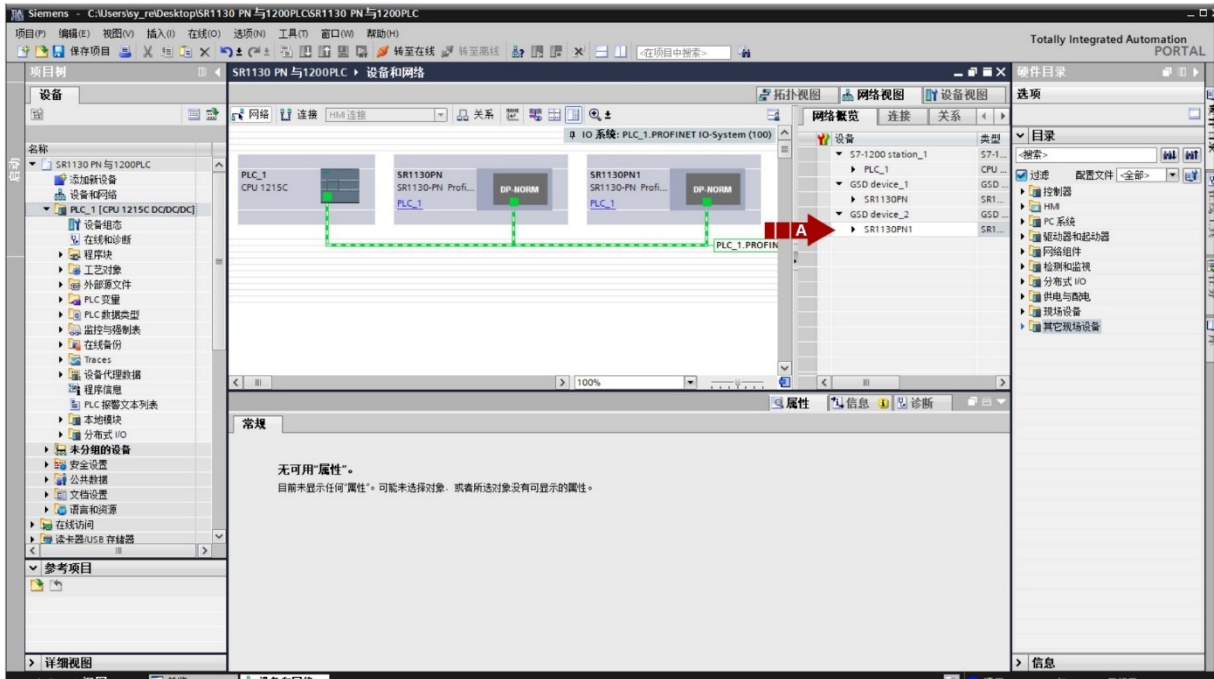 Siemens - C:\Users\sy_re\Desktop\SR1130 PN 与1200PLC\SR1130 PN 与1200PLC
项目(P) 编辑(E) 视图(V) 插入(I) 在线(O) 选项(N) 工具(T) 窗口(W) 帮助(H)
Totally Integrated Automation
PORTAL
保存项目 转至在线 转至离线 <在项目中搜索>
项目树
SR1130 PN 与1200PLC ▸ 设备和网络
硬件目录
设备
拓扑视图 网络视图 设备视图
选项
网络 连接 HMI连接 关系
网络概览 连接 关系
IO 系统: PLC_1.PROFINET IO-System (100)
设备 类型
目录
名称
SR1130 PN 与1200PLC
添加新设备
设备和网络
PLC_1 [CPU 1215C DC/DC/DC]
设备组态
在线和诊断
程序块
工艺对象
外部源文件
PLC 变量
PLC 数据类型
监控与强制表
在线备份
Traces
设备代理数据
程序信息
PLC 报警文本列表
本地模块
分布式 I/O
未分组的设备
安全设置
公共数据
文档设置
语言和资源
在线访问
读卡器/USB 存储器
参考项目
详细视图
PLC_1
CPU 1215C
SR1130PN
SR1130-PN Profi...
DP-NORM
PLC_1
SR1130PN1
SR1130-PN Profi...
DP-NORM
PLC_1
PLC_1.PROFIN
A
S7-1200 station_1 S7-1...
PLC_1 CPU ...
GSD device_1 GSD ...
SR1130PN SR1...
GSD device_2 GSD ...
SR1130PN1 SR1...
100%
<搜索>
过滤 配置文件 <全部>
控制器
HMI
PC 系统
驱动器和起动器
网络组件
检测和监视
分布式 I/O
供电与配电
现场设备
其它现场设备
属性 信息 诊断
常规
无可用“属性”。
目前未显示任何“属性”。可能未选择对象，或者所选对象没有可显示的属性。
信息